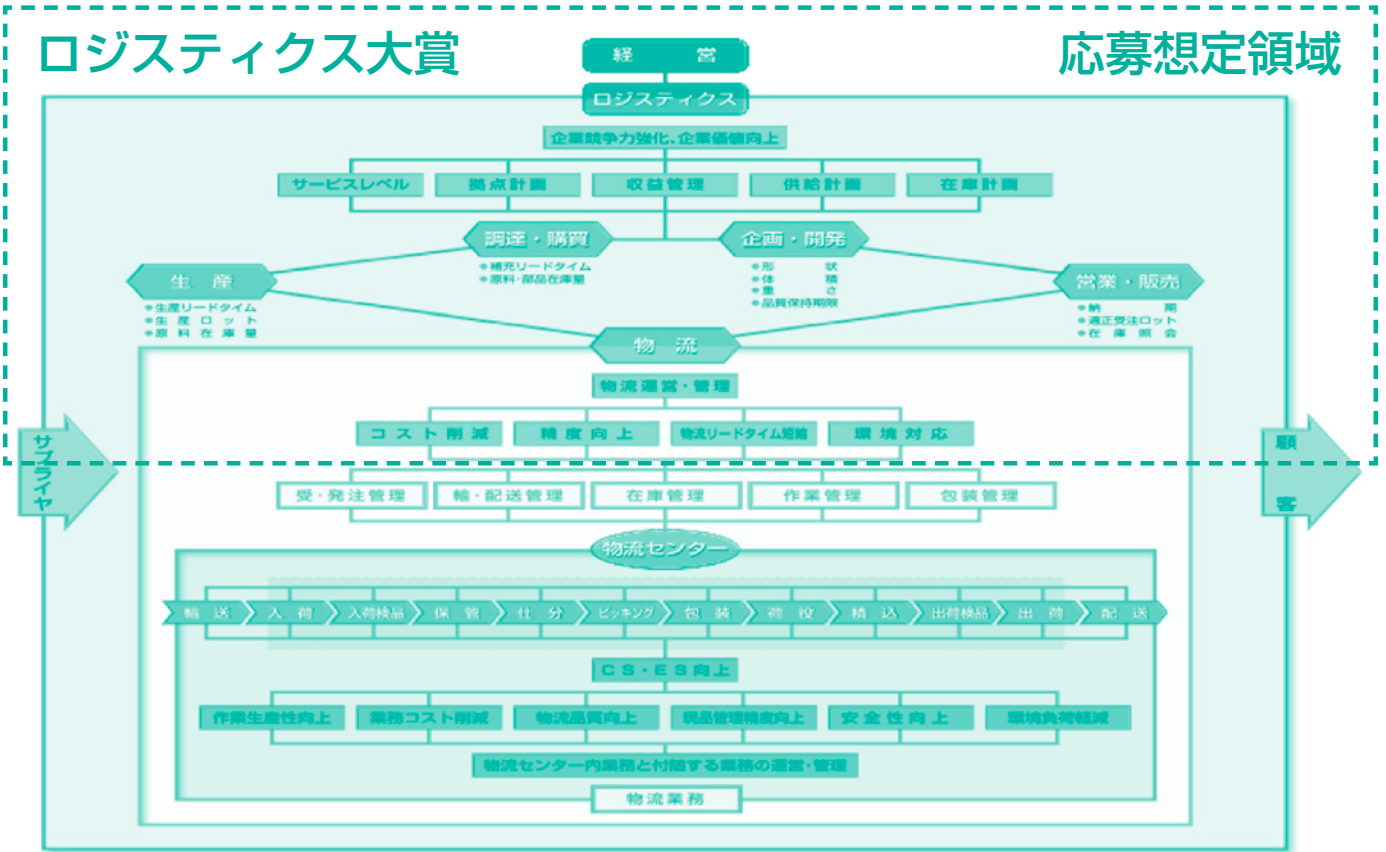 ロジスティクス大賞
応募想定領域
経 営
ロジスティクス
企業競争力強化、企業価値向上
サービスレベル 拠点計画 収益管理 供給計画 在庫計画
調達・購買 企画・開発
●補充リードタイム
●原料・部品在庫量
●形 状
●体 積
●重 さ
●品質保持期限
生 産 営業・販売
●生産リードタイム
●生産ロット
●原料在庫量
●納 期
●適正受注ロット
●在庫照会
物 流
物流運営・管理
コスト削減 精度向上 物流リードタイム短縮 環境対応
サプライヤ
顧 客
受・発注管理 輸・配送管理 在庫管理 作業管理 包装管理
物流センター
輸送 入荷 入荷検品 保管 仕分 ピッキング 包装 荷役 積込 出荷検品 出荷 配送
CS・ES向上
作業生産性向上 業務コスト削減 物流品質向上 現品管理精度向上 安全性向上 環境負荷軽減
物流センター内業務と付随する業務の運営・管理
物流業務